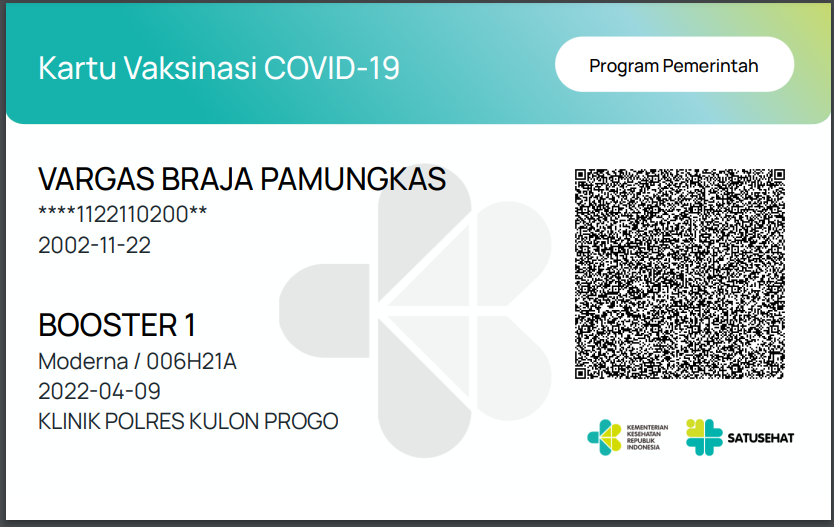 Kartu Vaksinasi COVID-19
Program Pemerintah
VARGAS BRAJA PAMUNGKAS
****1122110200**
2002-11-22
BOOSTER 1
Moderna / 006H21A
2022-04-09
KLINIK POLRES KULON PROGO
KEMENTERIAN
KESEHATAN
REPUBLIK
INDONESIA
SATUSEHAT